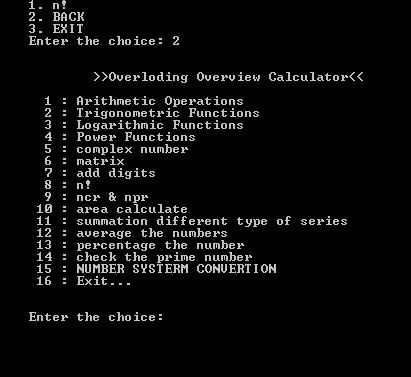 1. n!
2. BACK
3. EXIT
Enter the choice: 2
>>Overloding Overview Calculator<<
1 : Arithmetic Operations
2 : Trigonometric Functions
3 : Logarithmic Functions
4 : Power Functions
5 : complex number
6 : matrix
7 : add digits
8 : n!
9 : ncr & npr
10 : area calculate
11 : summation different type of series
12 : average the numbers
13 : percentage the number
14 : check the prime number
15 : NUMBER SYSTERM CONVERTION
16 : Exit...
Enter the choice: